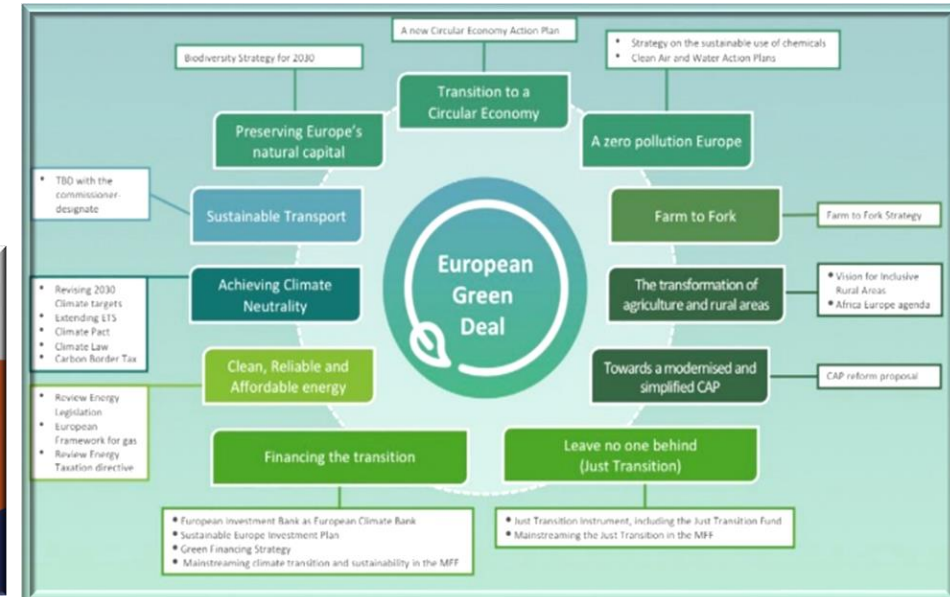 A new Circular Economy Action Plan
Biodiversity Strategy for 2030
• Strategy on the sustainable use of chemicals
• Clean Air and Water Action Plans
Transition to a
Circular Economy
Preserving Europe's
natural capital
A zero pollution Europe
• TBD with the
commissioner-
designate
Sustainable Transport
Farm to Fork
Farm to Fork Strategy
European
Green
Deal
• Revising 2030
Climate targets
• Extending ETS
• Climate Pact
• Climate Law
• Carbon Border Tax
Achieving Climate
Neutrality
The transformation of
agriculture and rural areas
• Vision for Inclusive
Rural Areas
• Africa Europe agenda
Clean, Reliable and
Affordable energy
Towards a modernised and
simplified CAP
CAP reform proposal
• Review Energy
Legislation
• European
Framework for gas
• Review Energy
Taxation directive
Financing the transition
Leave no one behind
(Just Transition)
• European Investment Bank as European Climate Bank
• Sustainable Europe Investment Plan
• Green Financing Strategy
• Mainstreaming climate transition and sustainability in the MFF
• Just Transition Instrument, including the Just Transition Fund
• Mainstreaming the Just Transition in the MFF